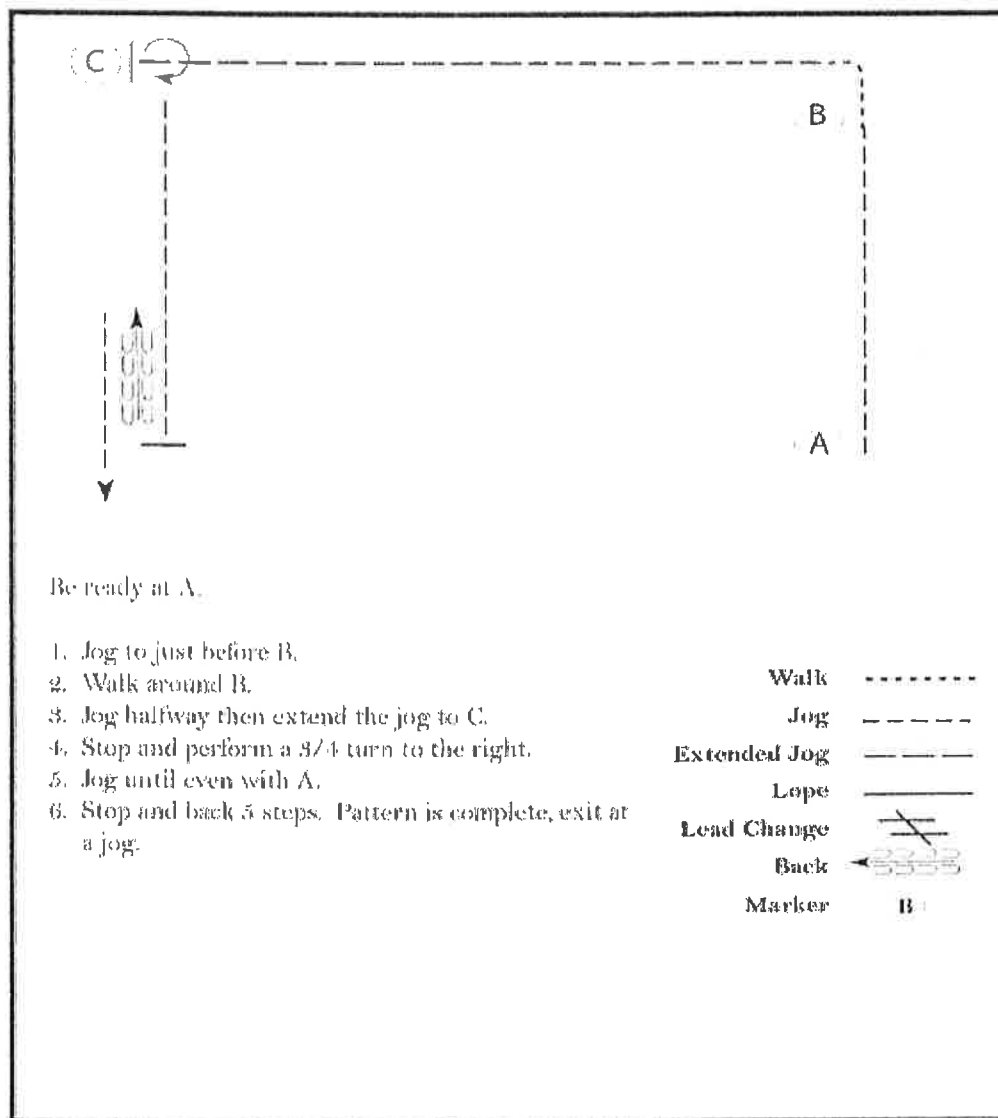 C
B
A
Be ready at A.
1. Jog to just before B.
2. Walk around B.
3. Jog halfway then extend the jog to C.
4. Stop and perform a 3/4 turn to the right.
5. Jog until even with A.
6. Stop and back 5 steps. Pattern is complete, exit at
a jog.
Walk
Jog
Extended Jog
Lope
Lead Change
Back
Marker B